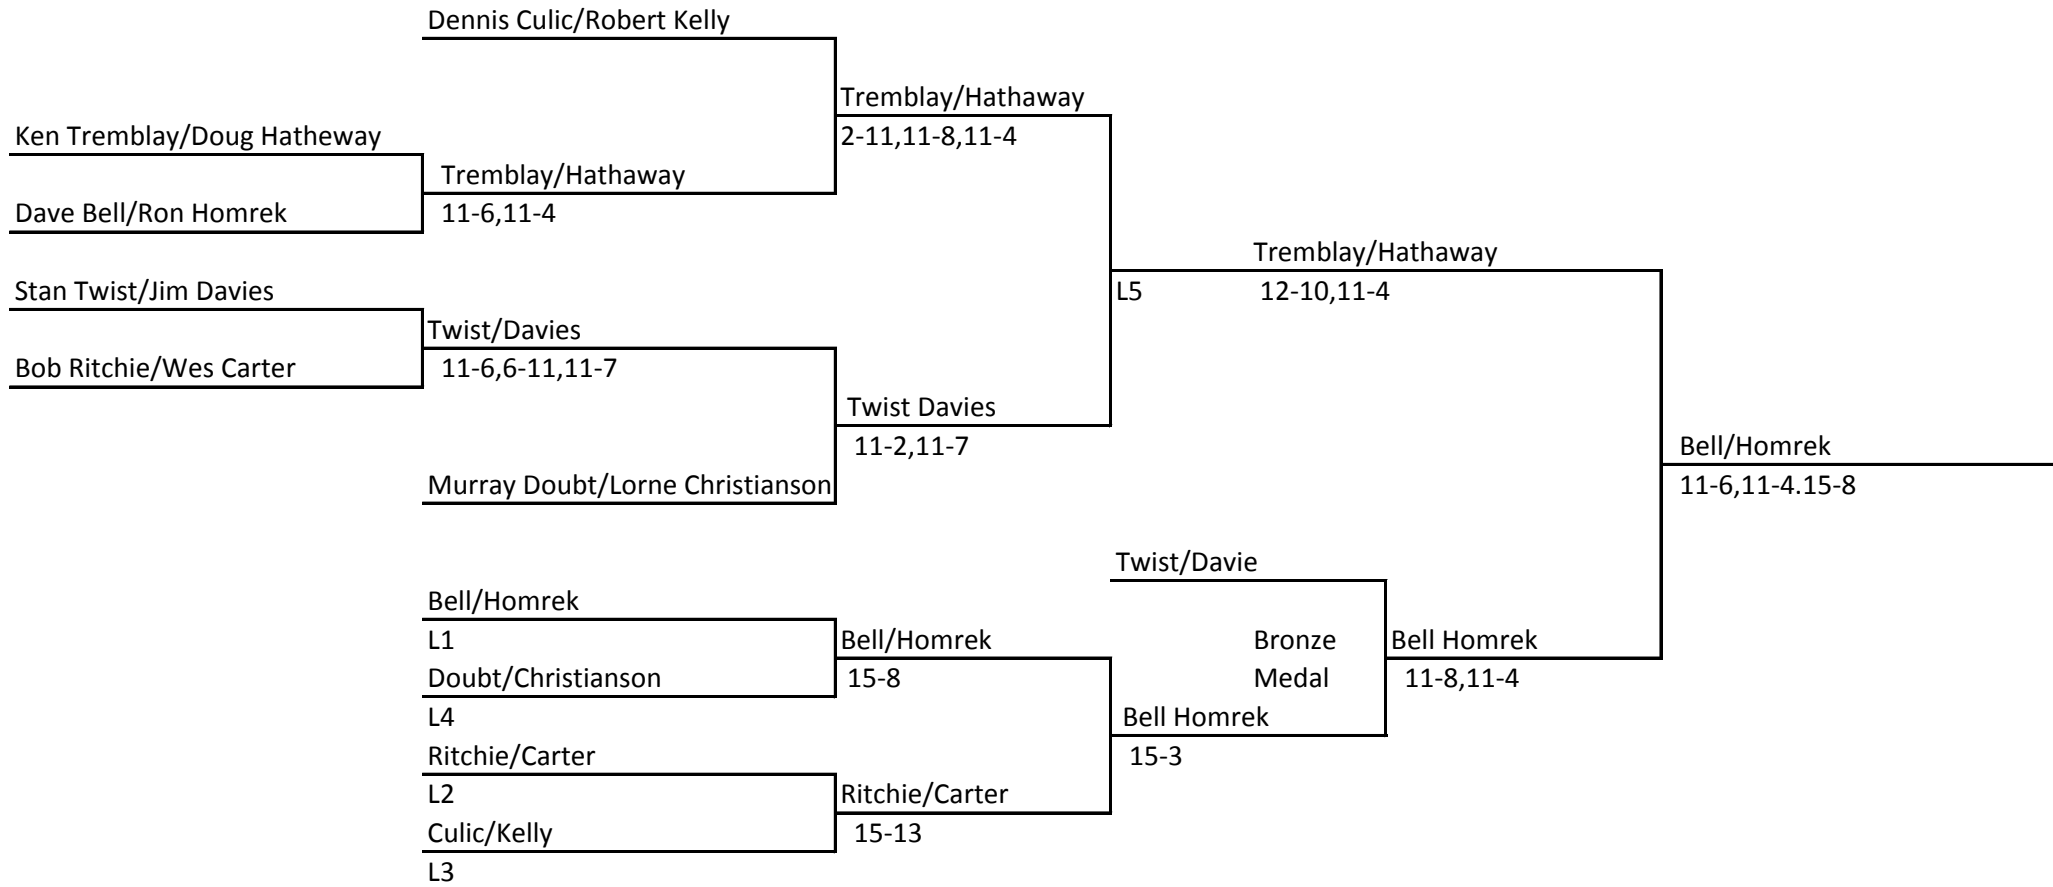 Dennis Culic/Robert Kelly
Tremblay/Hathaway
Ken Tremblay/Doug Hatheway
2-11,11-8,11-4
Tremblay/Hathaway
Dave Bell/Ron Homrek
11-6,11-4
Tremblay/Hathaway
Stan Twist/Jim Davies
L5
12-10,11-4
Twist/Davies
Bob Ritchie/Wes Carter
11-6,6-11,11-7
Twist Davies
11-2,11-7
Bell/Homrek
Murray Doubt/Lorne Christianson
11-6,11-4.15-8
Twist/Davie
Bell/Homrek
L1
Bell/Homrek
Bronze
Bell Homrek
Doubt/Christianson
15-8
Medal
11-8,11-4
L4
Bell Homrek
Ritchie/Carter
15-3
L2
Ritchie/Carter
Culic/Kelly
15-13
L3